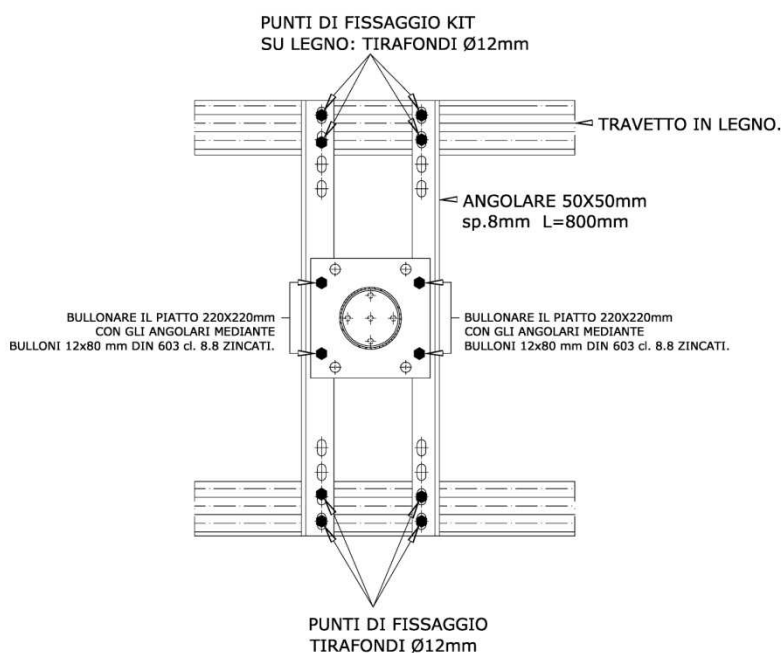 PUNTI DI FISSAGGIO KIT
SU LEGNO: TIRAFONDI Ø12mm
TRAVETTO IN LEGNO.
ANGOLARE 50X50mm
sp.8mm L=800mm
BULLONARE IL PIATTO 220X220mm
CON GLI ANGOLARI MEDIANTE
BULLONI 12x80 mm DIN 603 cl. 8.8 ZINCATI.
BULLONARE IL PIATTO 220X220mm
CON GLI ANGOLARI MEDIANTE
BULLONI 12x80 mm DIN 603 cl. 8.8 ZINCATI.
PUNTI DI FISSAGGIO
TIRAFONDI Ø12mm